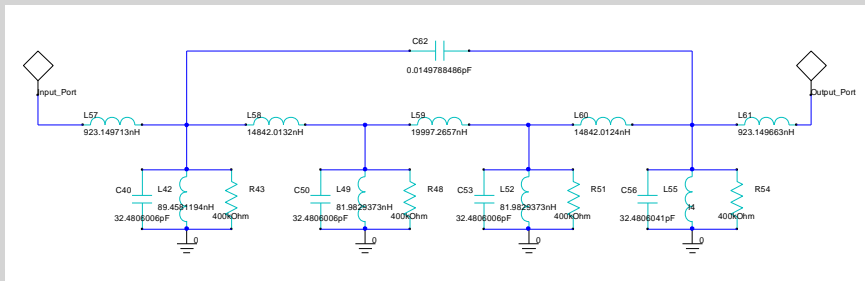 C62
0.0149788486pF
Input_Port
Output_Port
L57
L58
L59
L60
L61
923.149713nH
14842.0132nH
19997.2657nH
14842.0124nH
923.149663nH
C40
L42
R43
C50
L49
R48
C53
L52
R51
C56
L55
R54
89.4581194nH
81.9829373nH
81.9829373nH
32.4806006pF
400kOhm
32.4806006pF
400kOhm
32.4806006pF
400kOhm
32.4806041pF
400kOhm
0
0
0
0